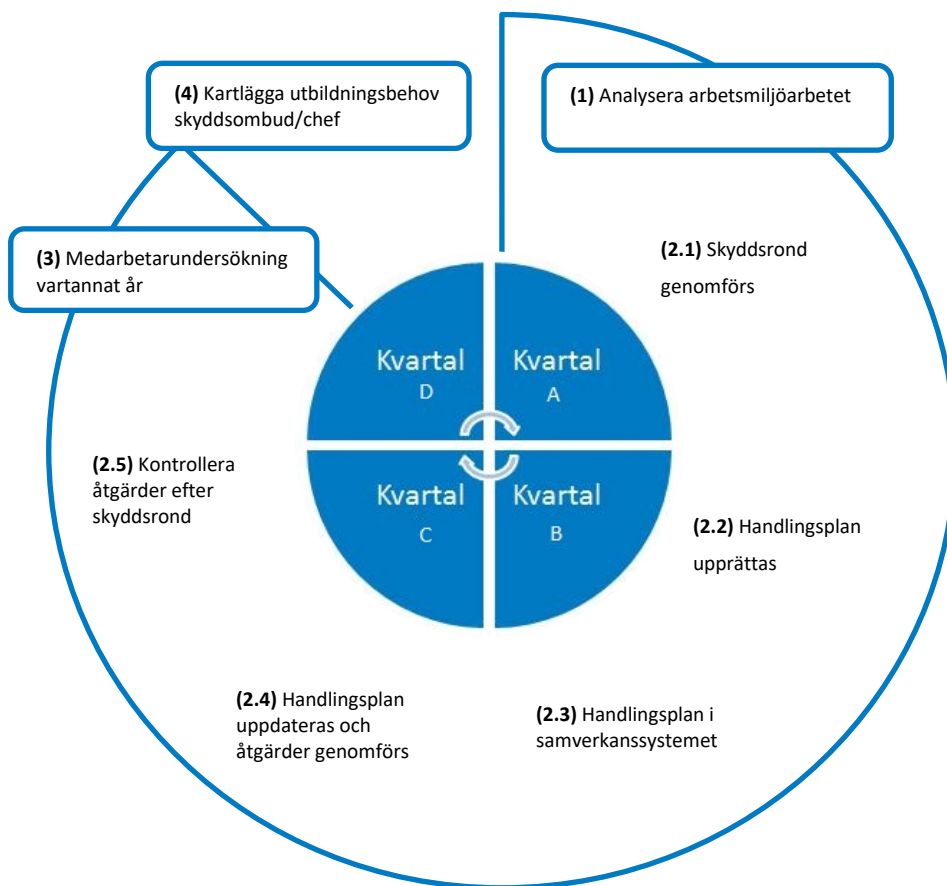 (4) Kartlägga utbildningsbehov
skyddsombud/chef
(1) Analysera arbetsmiljöarbetet
(3) Medarbetarundersökning
vartannat år
(2.1) Skyddsrond
genomförs
Kvartal
D
Kvartal
A
(2.5) Kontrollera
åtgärder efter
skyddsrond
Kvartal
C
Kvartal
B
(2.2) Handlingsplan
upprättas
(2.4) Handlingsplan
uppdateras och
åtgärder genomförs
(2.3) Handlingsplan i
samverkanssystemet